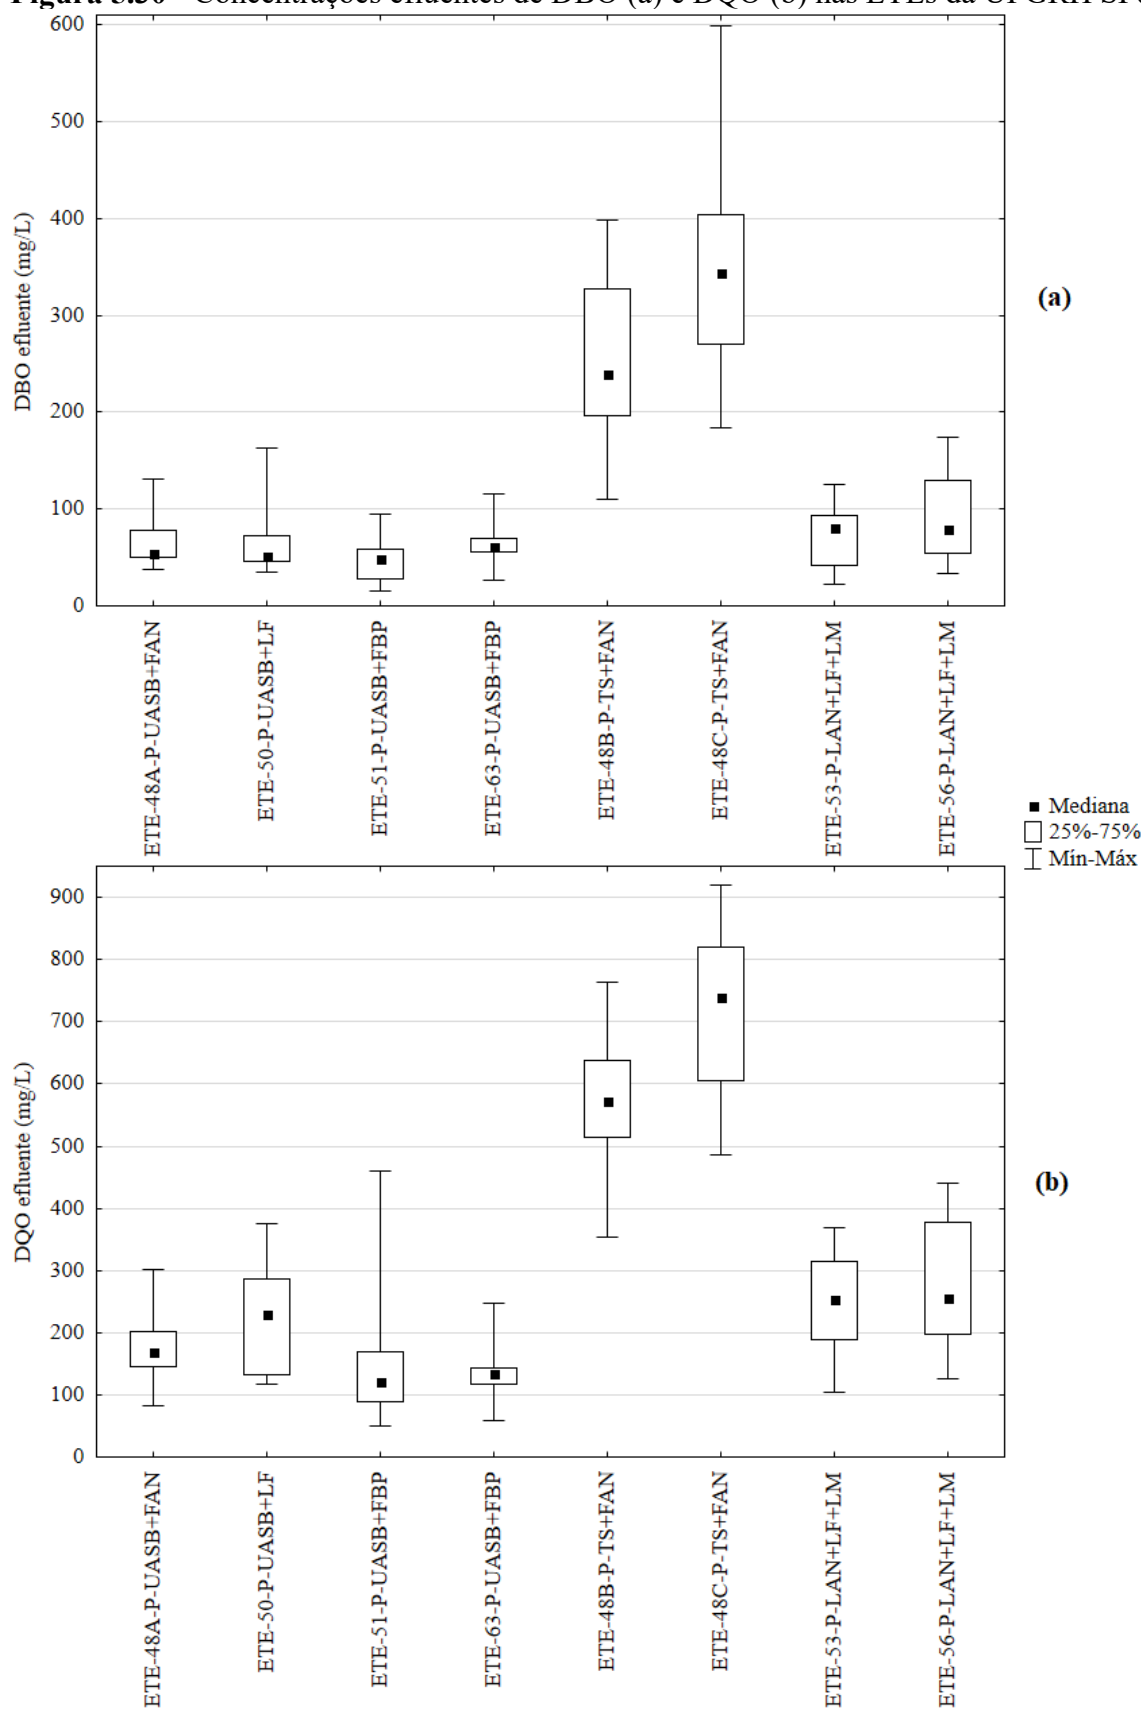 Figura 5.30 - Concentrações efluentes de DBO (a) e DQO (b) nas ETEs da
600
500
400
300
200
100
0
DBO efluente (mg/L)
(a)
ETE-48A-P-UASB+FAN
ETE-50-P-UASB+LF
ETE-51-P-UASB+FBP
ETE-63-P-UASB+FBP
ETE-48B-P-TS+FAN
ETE-48C-P-TS+FAN
ETE-53-P-LAN+LF+LM
ETE-56-P-LAN+LF+LM
Mediana
25%-75%
Mín-Máx
900
800
700
600
500
400
300
200
100
0
DQO efluente (mg/L)
(b)
ETE-48A-P-UASB+FAN
ETE-50-P-UASB+LF
ETE-51-P-UASB+FBP
ETE-63-P-UASB+FBP
ETE-48B-P-TS+FAN
ETE-48C-P-TS+FAN
ETE-53-P-LAN+LF+LM
ETE-56-P-LAN+LF+LM